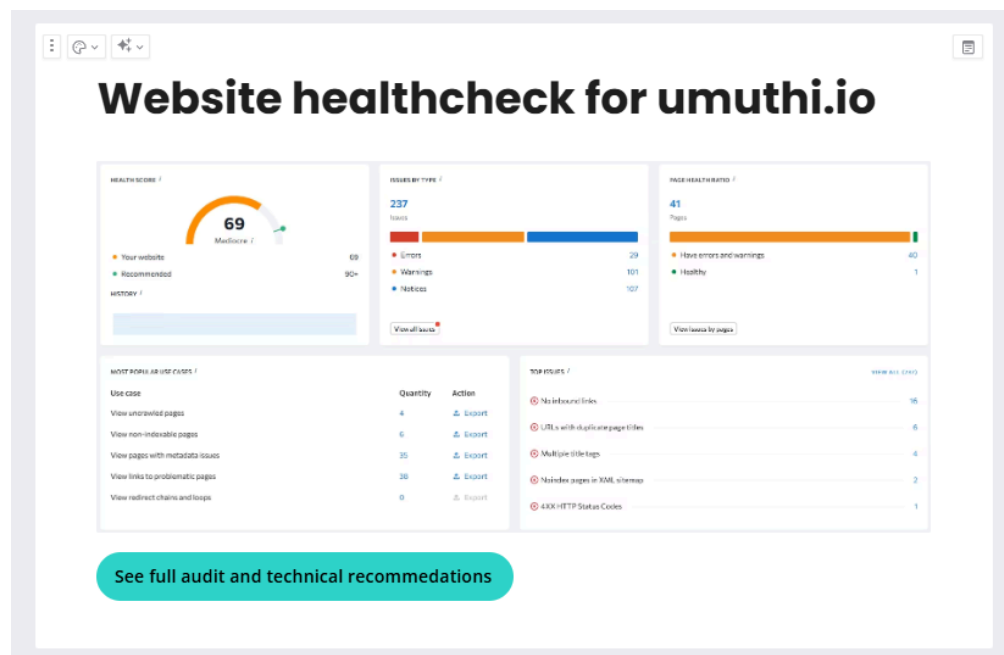 Website healthcheck for umuthi.io
HEALTH SCORE i
69
Mediocre i
Your website 69
Recommended 90+
HISTORY i
ISSUES BY TYPE i
237
Issues
Errors 29
Warnings 101
Notices 107
View all issues
PAGE HEALTH RATIO i
41
Pages
Have errors and warnings 40
Healthy 1
View issues by pages
MOST POPULAR USE CASES i
Use case Quantity Action
View uncrawled pages 4 Export
View non-indexable pages 6 Export
View pages with metadata issues 35 Export
View links to problematic pages 38 Export
View redirect chains and loops 0 Export
TOP ISSUES i
VIEW ALL
No inbound links 16
URLs with duplicate page titles 6
Multiple title tags 4
Noindex pages in XML sitemap 2
4XX HTTP Status Codes 1
See full audit and technical recommedations